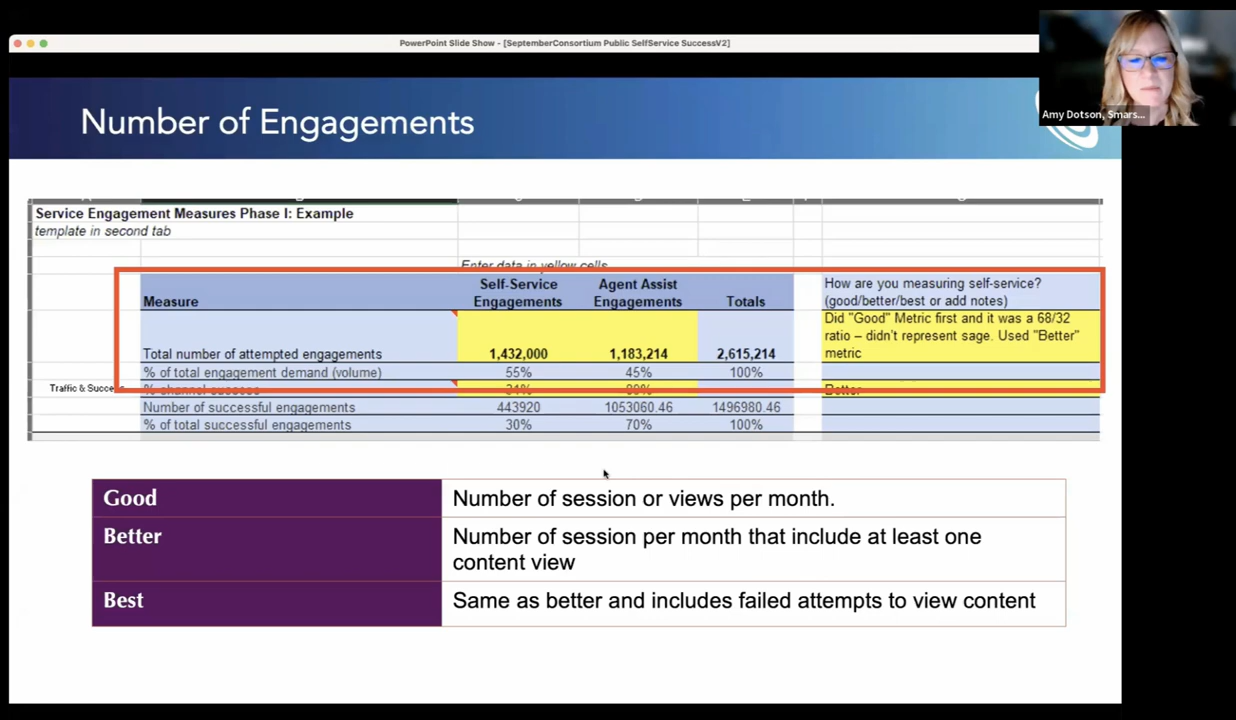 PowerPoint Slide Show - [SeptemberConsortium Public SelfService SuccessV2]
Amy Dotson, Smars...
Number of Engagements
Service Engagement Measures Phase I: Example
template in second tab
Enter data in yellow cells
Measure
Self-Service Engagements
Agent Assist Engagements
Totals
How are you measuring self-service?
(good/better/best or add notes)
Total number of attempted engagements 1,432,000 1,183,214 2,615,214
Did "Good" Metric first and it was a 68/32
ratio – didn't represent sage. Used "Better"
metric
% of total engagement demand (volume) 55% 45% 100%
Traffic & Success % channel success 31% 89% Better
Number of successful engagements 443920 1053060.46 1496980.46
% of total successful engagements 30% 70% 100%
Good Number of session or views per month.
Better Number of session per month that include at least one
content view
Best Same as better and includes failed attempts to view content